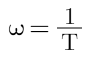 ω = 1/T